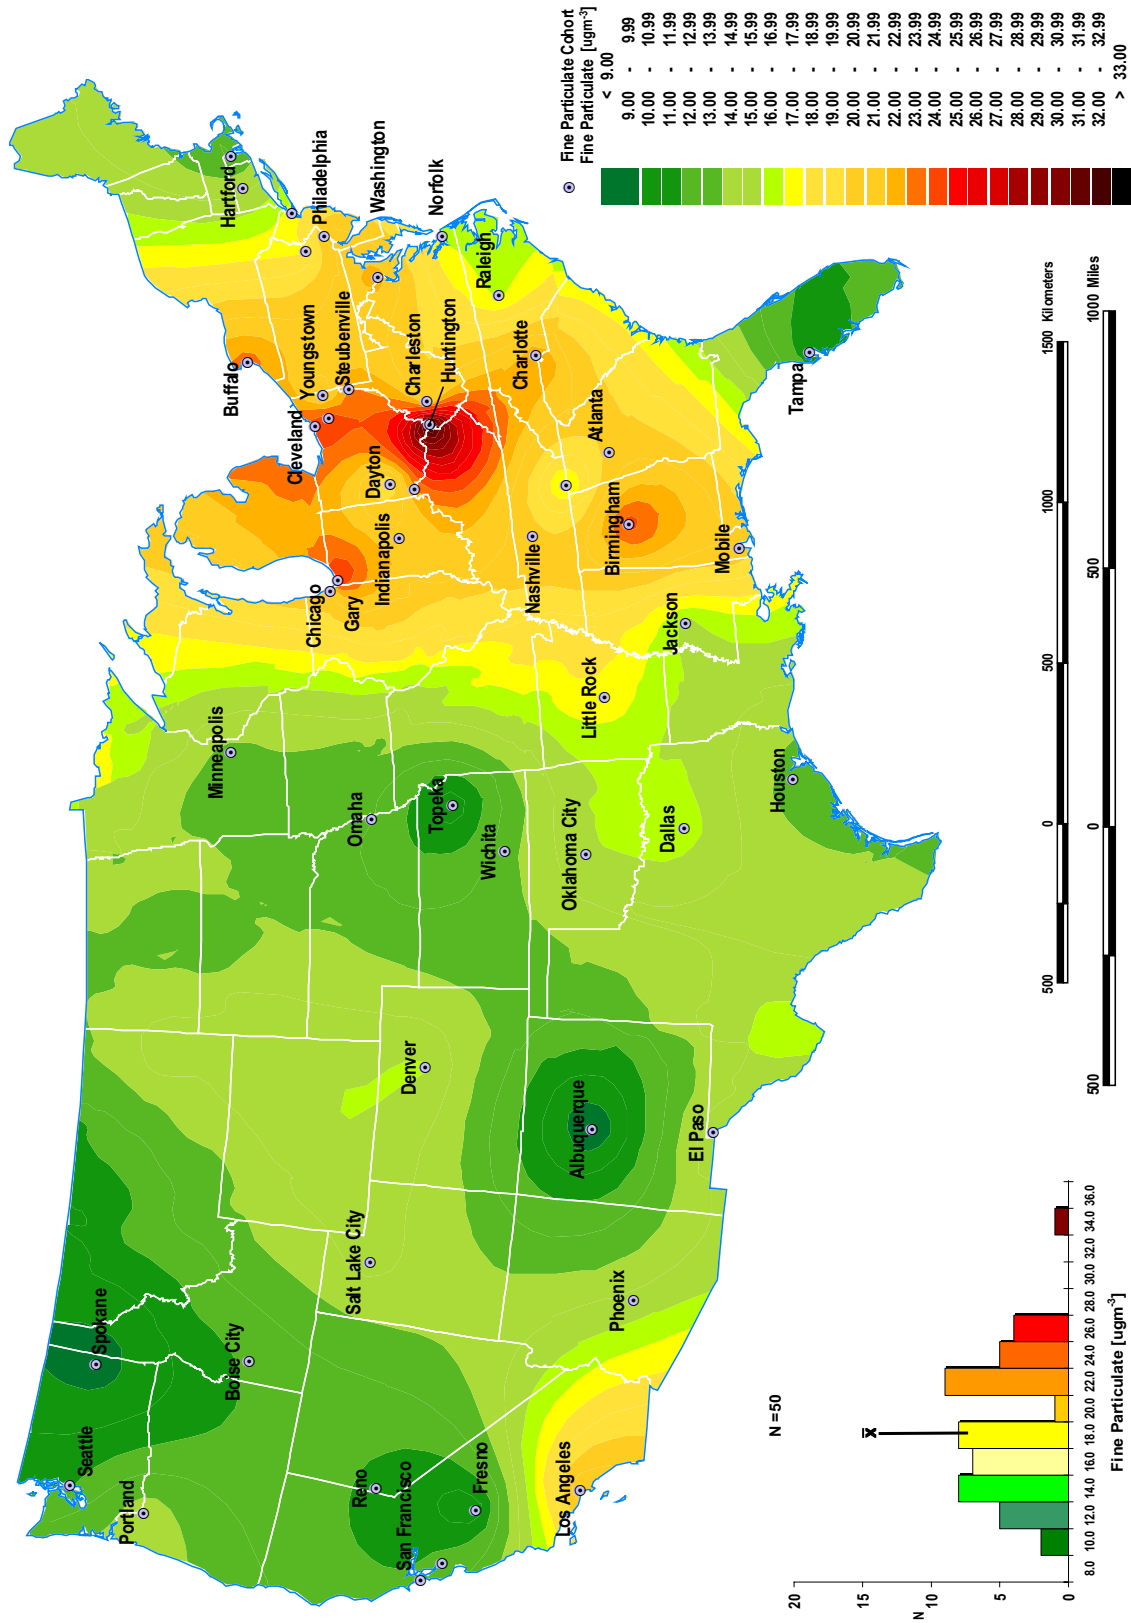 Seattle
Spokane
Portland
Boise City
Minneapolis
Buffalo
Hartford
Reno
San Francisco
Fresno
Salt Lake City
Denver
Omaha
Topeka
Wichita
Chicago
Gary
Indianapolis
Dayton
Cleveland
Youngstown
Steubenville
Charleston
Huntington
Philadelphia
Washington
Norfolk
Raleigh
Charlotte
Los Angeles
Phoenix
Albuquerque
El Paso
Oklahoma City
Dallas
Houston
Little Rock
Jackson
Nashville
Birmingham
Atlanta
Mobile
Tampa
N =50
x
20
15
10
5
0
N
8.0 10.0 12.0 14.0 16.0 18.0 20.0 22.0 24.0 26.0 28.0 30.0 32.0 34.0 36.0
Fine Particulate [ugm-3]
500 0 500 1000 1500 Kilometers
500 0 500 1000 Miles
Fine Particulate Cohort
Fine Particulate [ugm-3]
< 9.00
9.00 - 9.99
10.00 - 10.99
11.00 - 11.99
12.00 - 12.99
13.00 - 13.99
14.00 - 14.99
15.00 - 15.99
16.00 - 16.99
17.00 - 17.99
18.00 - 18.99
19.00 - 19.99
20.00 - 20.99
21.00 - 21.99
22.00 - 22.99
23.00 - 23.99
24.00 - 24.99
25.00 - 25.99
26.00 - 26.99
27.00 - 27.99
28.00 - 28.99
29.00 - 29.99
30.00 - 30.99
31.00 - 31.99
32.00 - 32.99
> 33.00